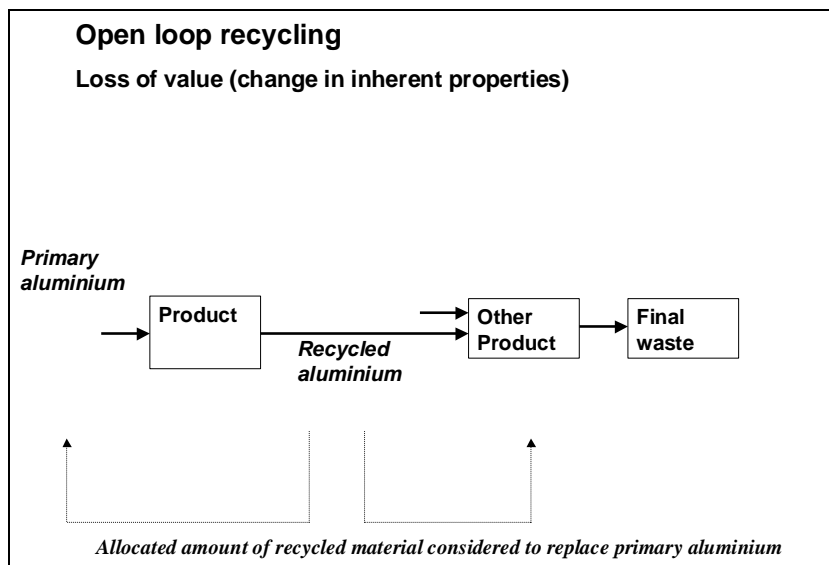 Open loop recycling
Loss of value (change in inherent properties)
Primary
aluminium
Product
Recycled
aluminium
Other
Product
Final
waste
Allocated amount of recycled material considered to replace primary aluminium